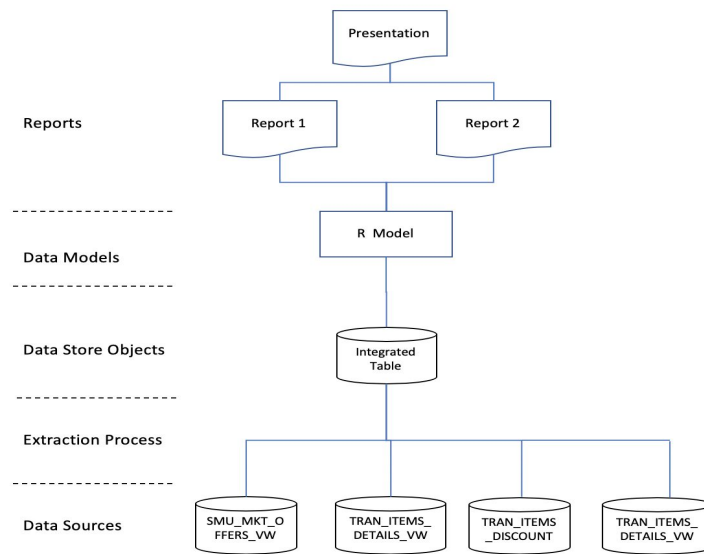 Presentation
Reports
Report 1
Report 2
R Model
Data Models
Data Store Objects
Integrated
Table
Extraction Process
Data Sources
SMU_MKT_O
FFERS_VW
TRAN_ITEMS_
DETAILS_VW
TRAN_ITEMS
_DISCOUNT
TRAN_ITEMS_
DETAILS_VW